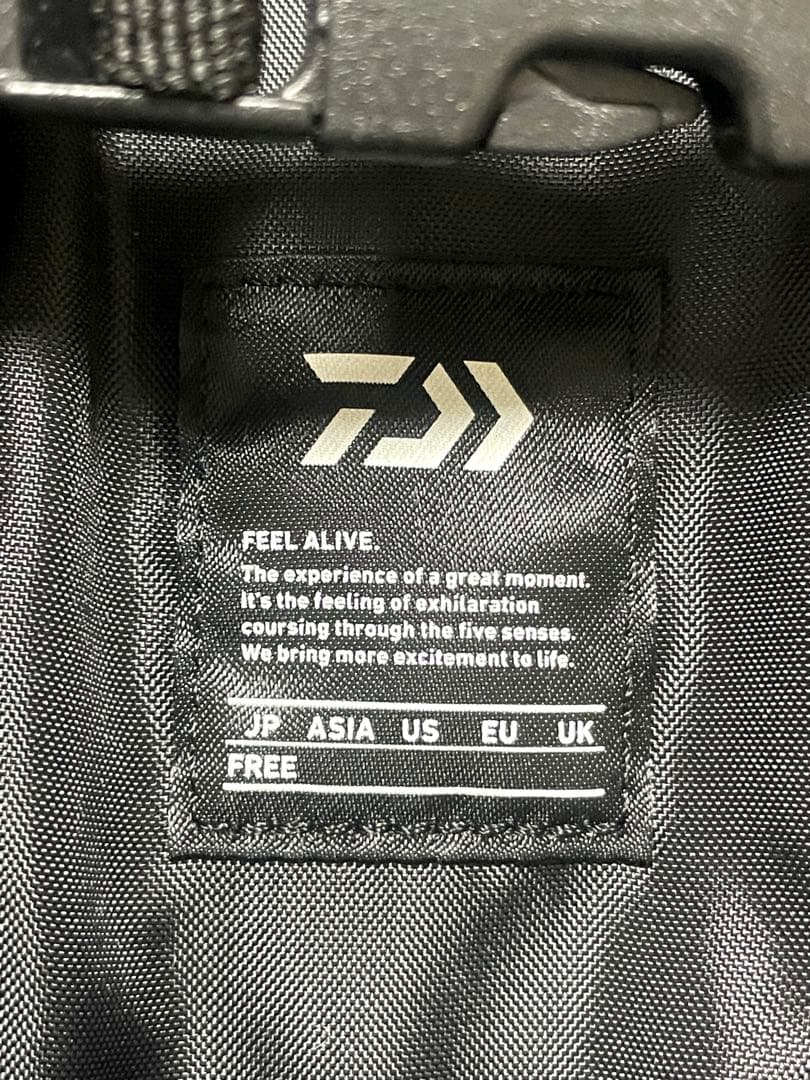 FEEL ALIVE.
The experience of a great moment.
It's the feeling of exhilaration
coursing through the five senses.
We bring more excitement to life.
JP ASIA US EU UK
FREE